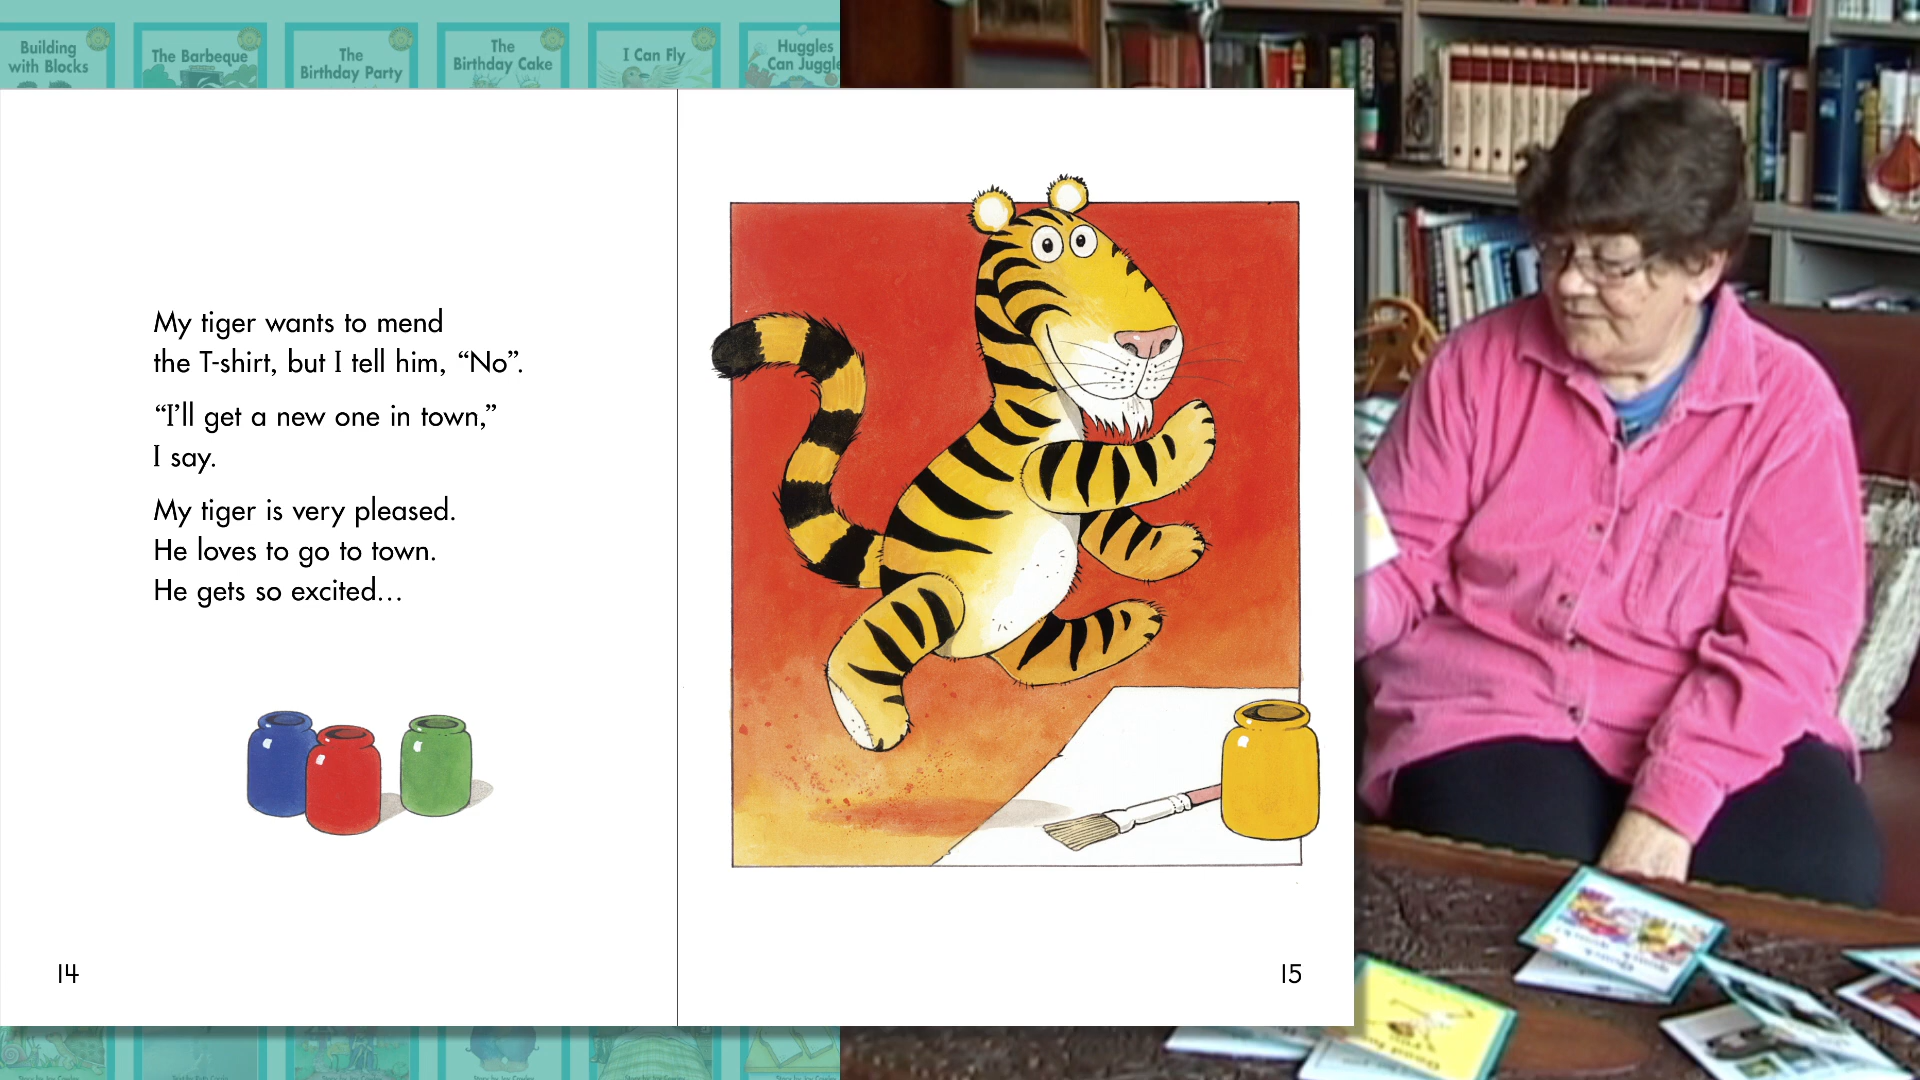 Building
with Blocks
The Barbeque
The
Birthday Party
The
Birthday Cake
I Can Fly
Huggles
Can Juggle
My tiger wants to mend
the T-shirt, but I tell him, “No”.
“I’ll get a new one in town,”
I say.
My tiger is very pleased.
He loves to go to town.
He gets so excited…
14
15